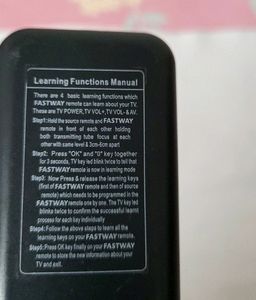 Learning Functions Manual
There are 4 basic learning functions which
FASTWAY remote can learn about your TV.
These are TV POWER, TV VOL+, TV VOL- & AV.
Step1: Hold the source remote and FASTWAY
remote in front of each other holding
both transmitting tube focus at each
other with same level & 3cm-6cm apart
Step2: Press "OK" and "0" key together
for 3 seconds, TV key led blink twice to tell that
remote is now in learning mode
Step3: Now Press & release the learning keys
(first of FASTWAY remote and then of source
remote) which needs to be programmed in the
FASTWAY remote one by one. The TV key led
blinks twice to confirm the successful learnt
process for each key individually
Step4: Follow the above steps to learn all
the learning keys on your FASTWAY remote.
Step5: Press OK key finally on your FASTWAY
remote to store the new information about your
TV and exit.